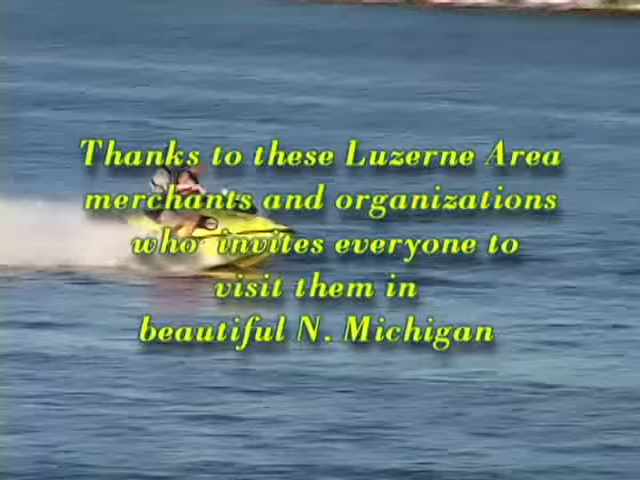 Thanks to these Luzerne Area
merchants and organizations
who invites everyone to
visit them in
beautiful N. Michigan